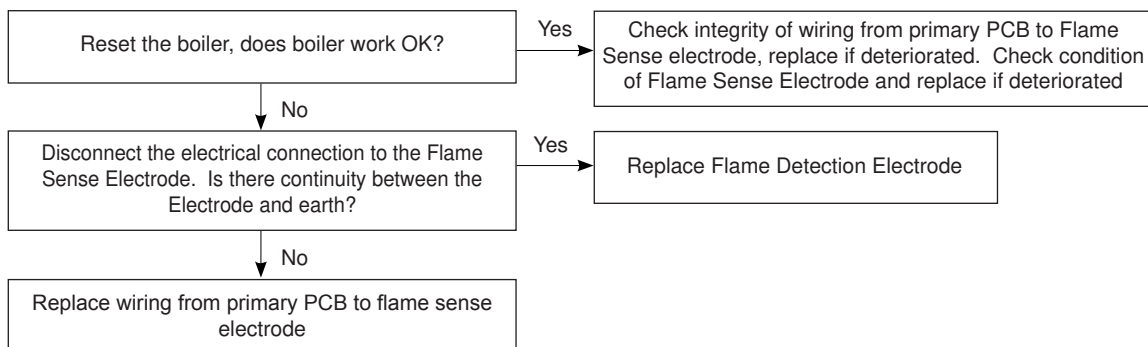 Reset the boiler, does boiler work OK?
Yes
Check integrity of wiring from primary PCB to Flame
Sense electrode, replace if deteriorated.  Check condition
of Flame Sense Electrode and replace if deteriorated
No
Disconnect the electrical connection to the Flame
Sense Electrode.  Is there continuity between the
Electrode and earth?
Yes
Replace Flame Detection Electrode
No
Replace wiring from primary PCB to flame sense
electrode